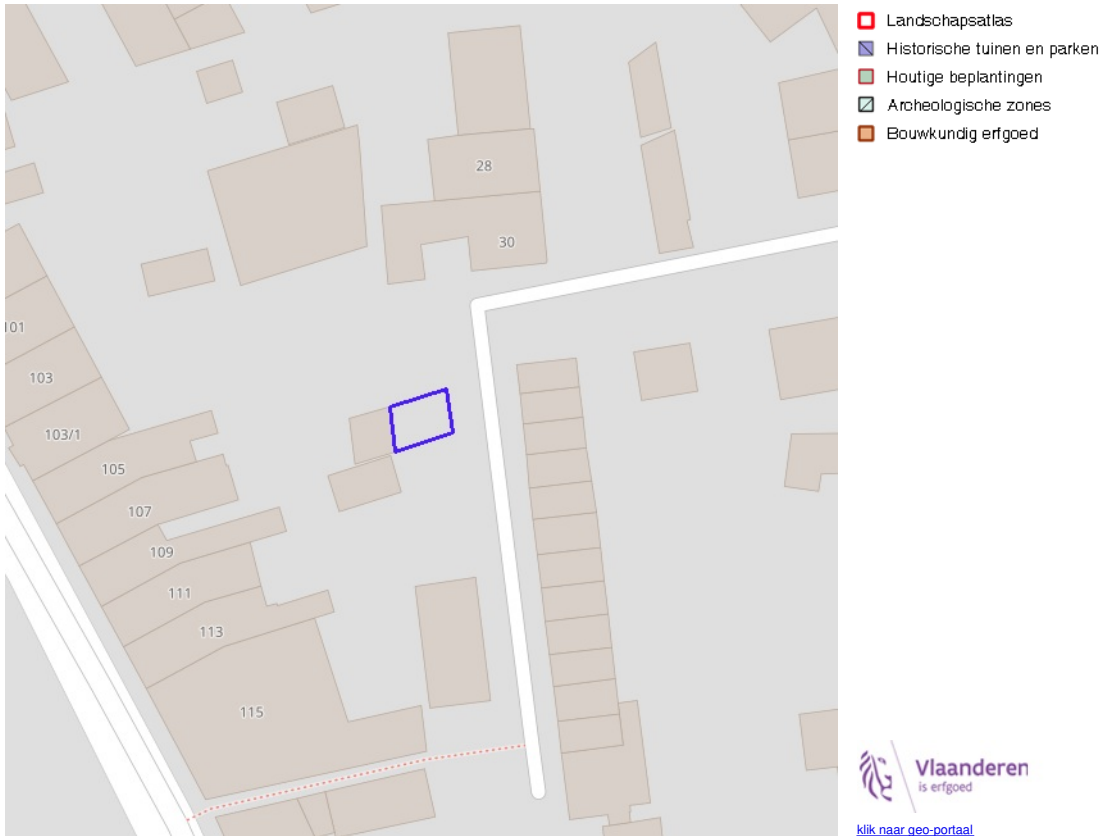 Landschapsatlas
Historische tuinen en parken
Houtige beplantingen
Archeologische zones
Bouwkundig erfgoed
28
30
101
103
103/1
105
107
109
111
113
115
Vlaanderen
is erfgoed
klik naar geo-portaal